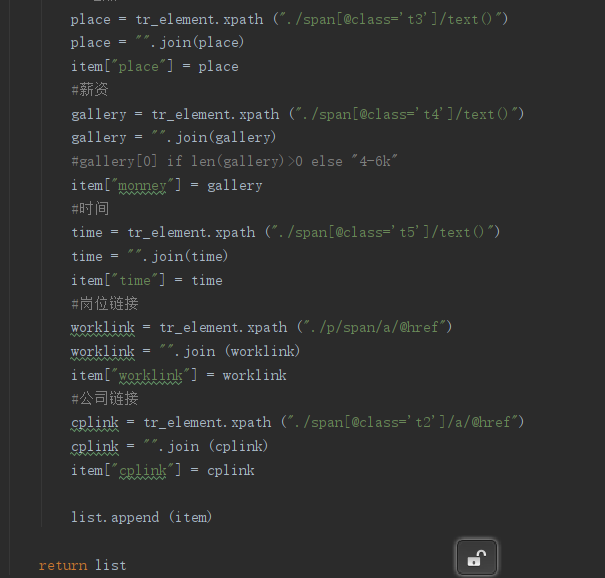 place = tr_element.xpath ("./span[@class='t3']/text()")
place = "".join(place)
item["place"] = place
#薪资
gallery = tr_element.xpath ("./span[@class='t4']/text()")
gallery = "".join(gallery)
#gallery[0] if len(gallery)>0 else "4-6k"
item["monney"] = gallery
#时间
time = tr_element.xpath ("./span[@class='t5']/text()")
time = "".join(time)
item["time"] = time
#岗位链接
worklink = tr_element.xpath ("./p/span/a/@href")
worklink = "".join (worklink)
item["worklink"] = worklink
#公司链接
cplink = tr_element.xpath ("./span[@class='t2']/a/@href")
cplink = "".join (cplink)
item["cplink"] = cplink
list.append (item)
return list